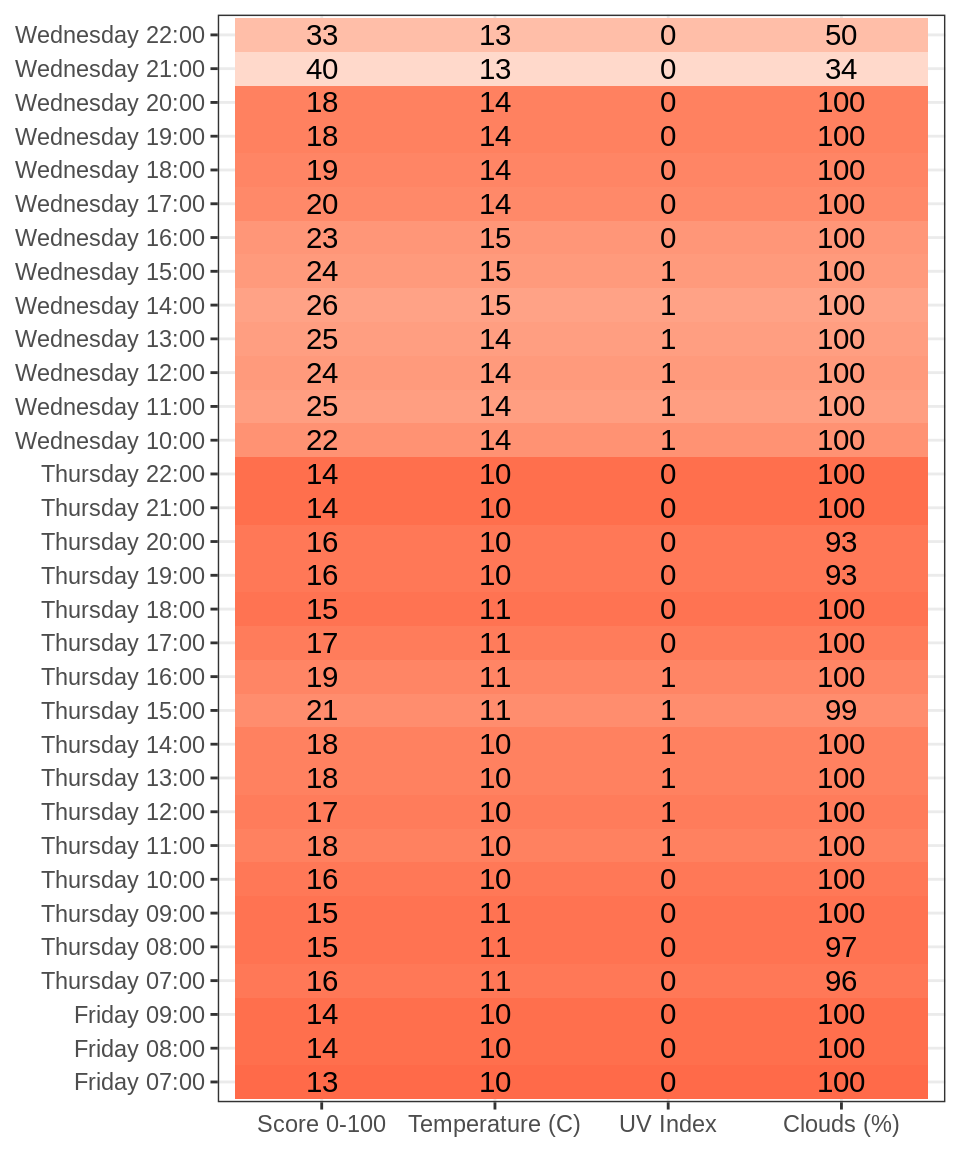 Wednesday 22:00 33 13 0 50
Wednesday 21:00 40 13 0 34
Wednesday 20:00 18 14 0 100
Wednesday 19:00 18 14 0 100
Wednesday 18:00 19 14 0 100
Wednesday 17:00 20 14 0 100
Wednesday 16:00 23 15 0 100
Wednesday 15:00 24 15 1 100
Wednesday 14:00 26 15 1 100
Wednesday 13:00 25 14 1 100
Wednesday 12:00 24 14 1 100
Wednesday 11:00 25 14 1 100
Wednesday 10:00 22 14 1 100
Thursday 22:00 14 10 0 100
Thursday 21:00 14 10 0 100
Thursday 20:00 16 10 0 93
Thursday 19:00 16 10 0 93
Thursday 18:00 15 11 0 100
Thursday 17:00 17 11 0 100
Thursday 16:00 19 11 1 100
Thursday 15:00 21 11 1 99
Thursday 14:00 18 10 1 100
Thursday 13:00 18 10 1 100
Thursday 12:00 17 10 1 100
Thursday 11:00 18 10 1 100
Thursday 10:00 16 10 0 100
Thursday 09:00 15 11 0 100
Thursday 08:00 15 11 0 97
Thursday 07:00 16 11 0 96
Friday 09:00 14 10 0 100
Friday 08:00 14 10 0 100
Friday 07:00 13 10 0 100
Score 0-100 Temperature (C) UV Index Clouds (%)